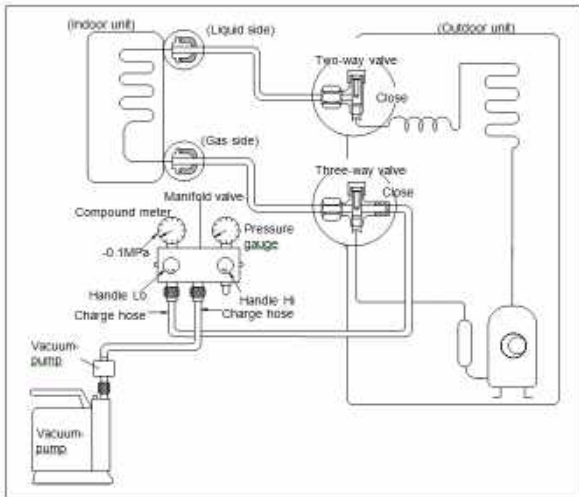 (Indoor unit)
(Liquid side)
(Outdoor unit)
Two-way valve
Close
(Gas side)
Three-way valve
Close
Manifold valve
Compound meter
-0.1MPa
Pressure
gauge
Handle Lo
Handle Hi
Charge hose
Charge hose
Vacuum-
pump
Vacuum-
pump